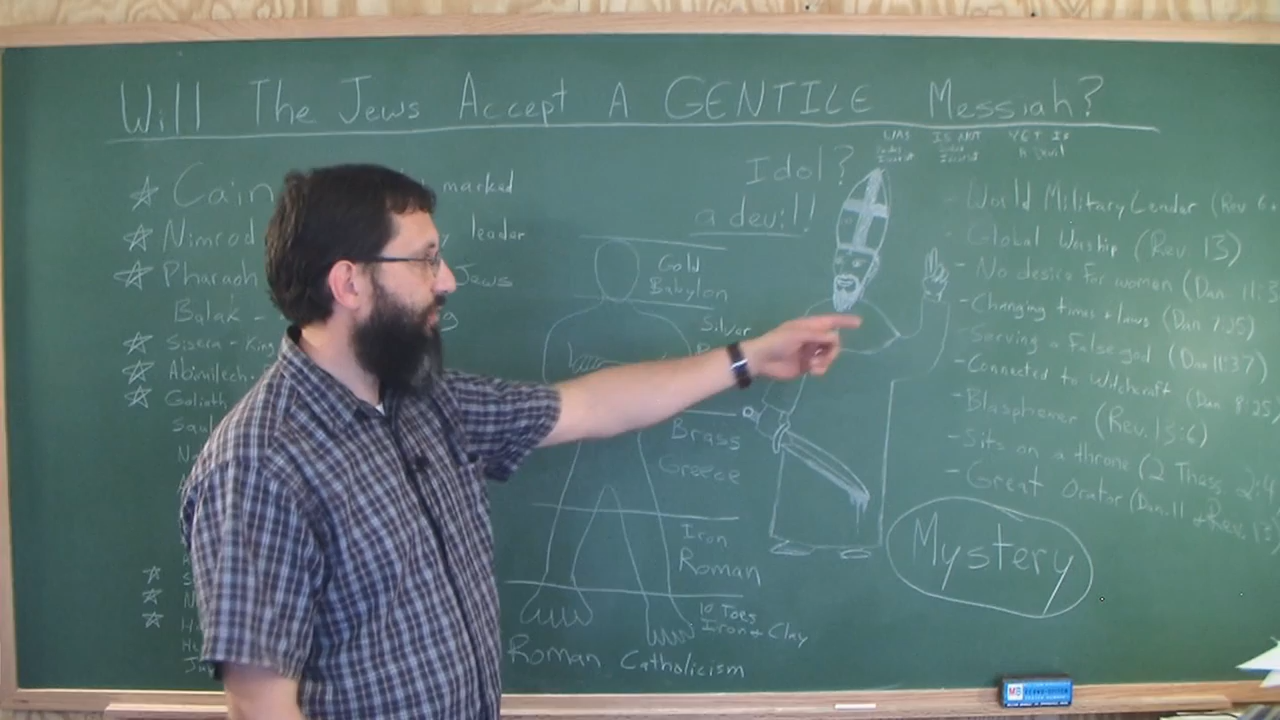 Will The Jews Accept A GENTILE Messiah?
WAS IS NOT YET IS
Judas Iscariot A Devil
Idol?
a devil!
Cain marked
Nimrod leader
Pharaoh Jews
Balak -
Sisera - King
Abimilech
Goliath
Saul
Gold
Babylon
Silver
Brass
Greece
Iron
Roman
10 Toes
Iron + Clay
Roman Catholicism
- World Military Leader (Rev 6
- Global Worship (Rev. 13)
- No desire for women (Dan. 11:3
- Changing times + laws (Dan 7:25)
- Serving a False god (Dan 11:37)
- Connected to witchcraft (Dan 8:25
- Blasphemer (Rev. 13:6)
- Sits on a throne (2 Thess. 2:4
- Great Orator (Dan. 11 + Rev. 13)
Mystery
MB